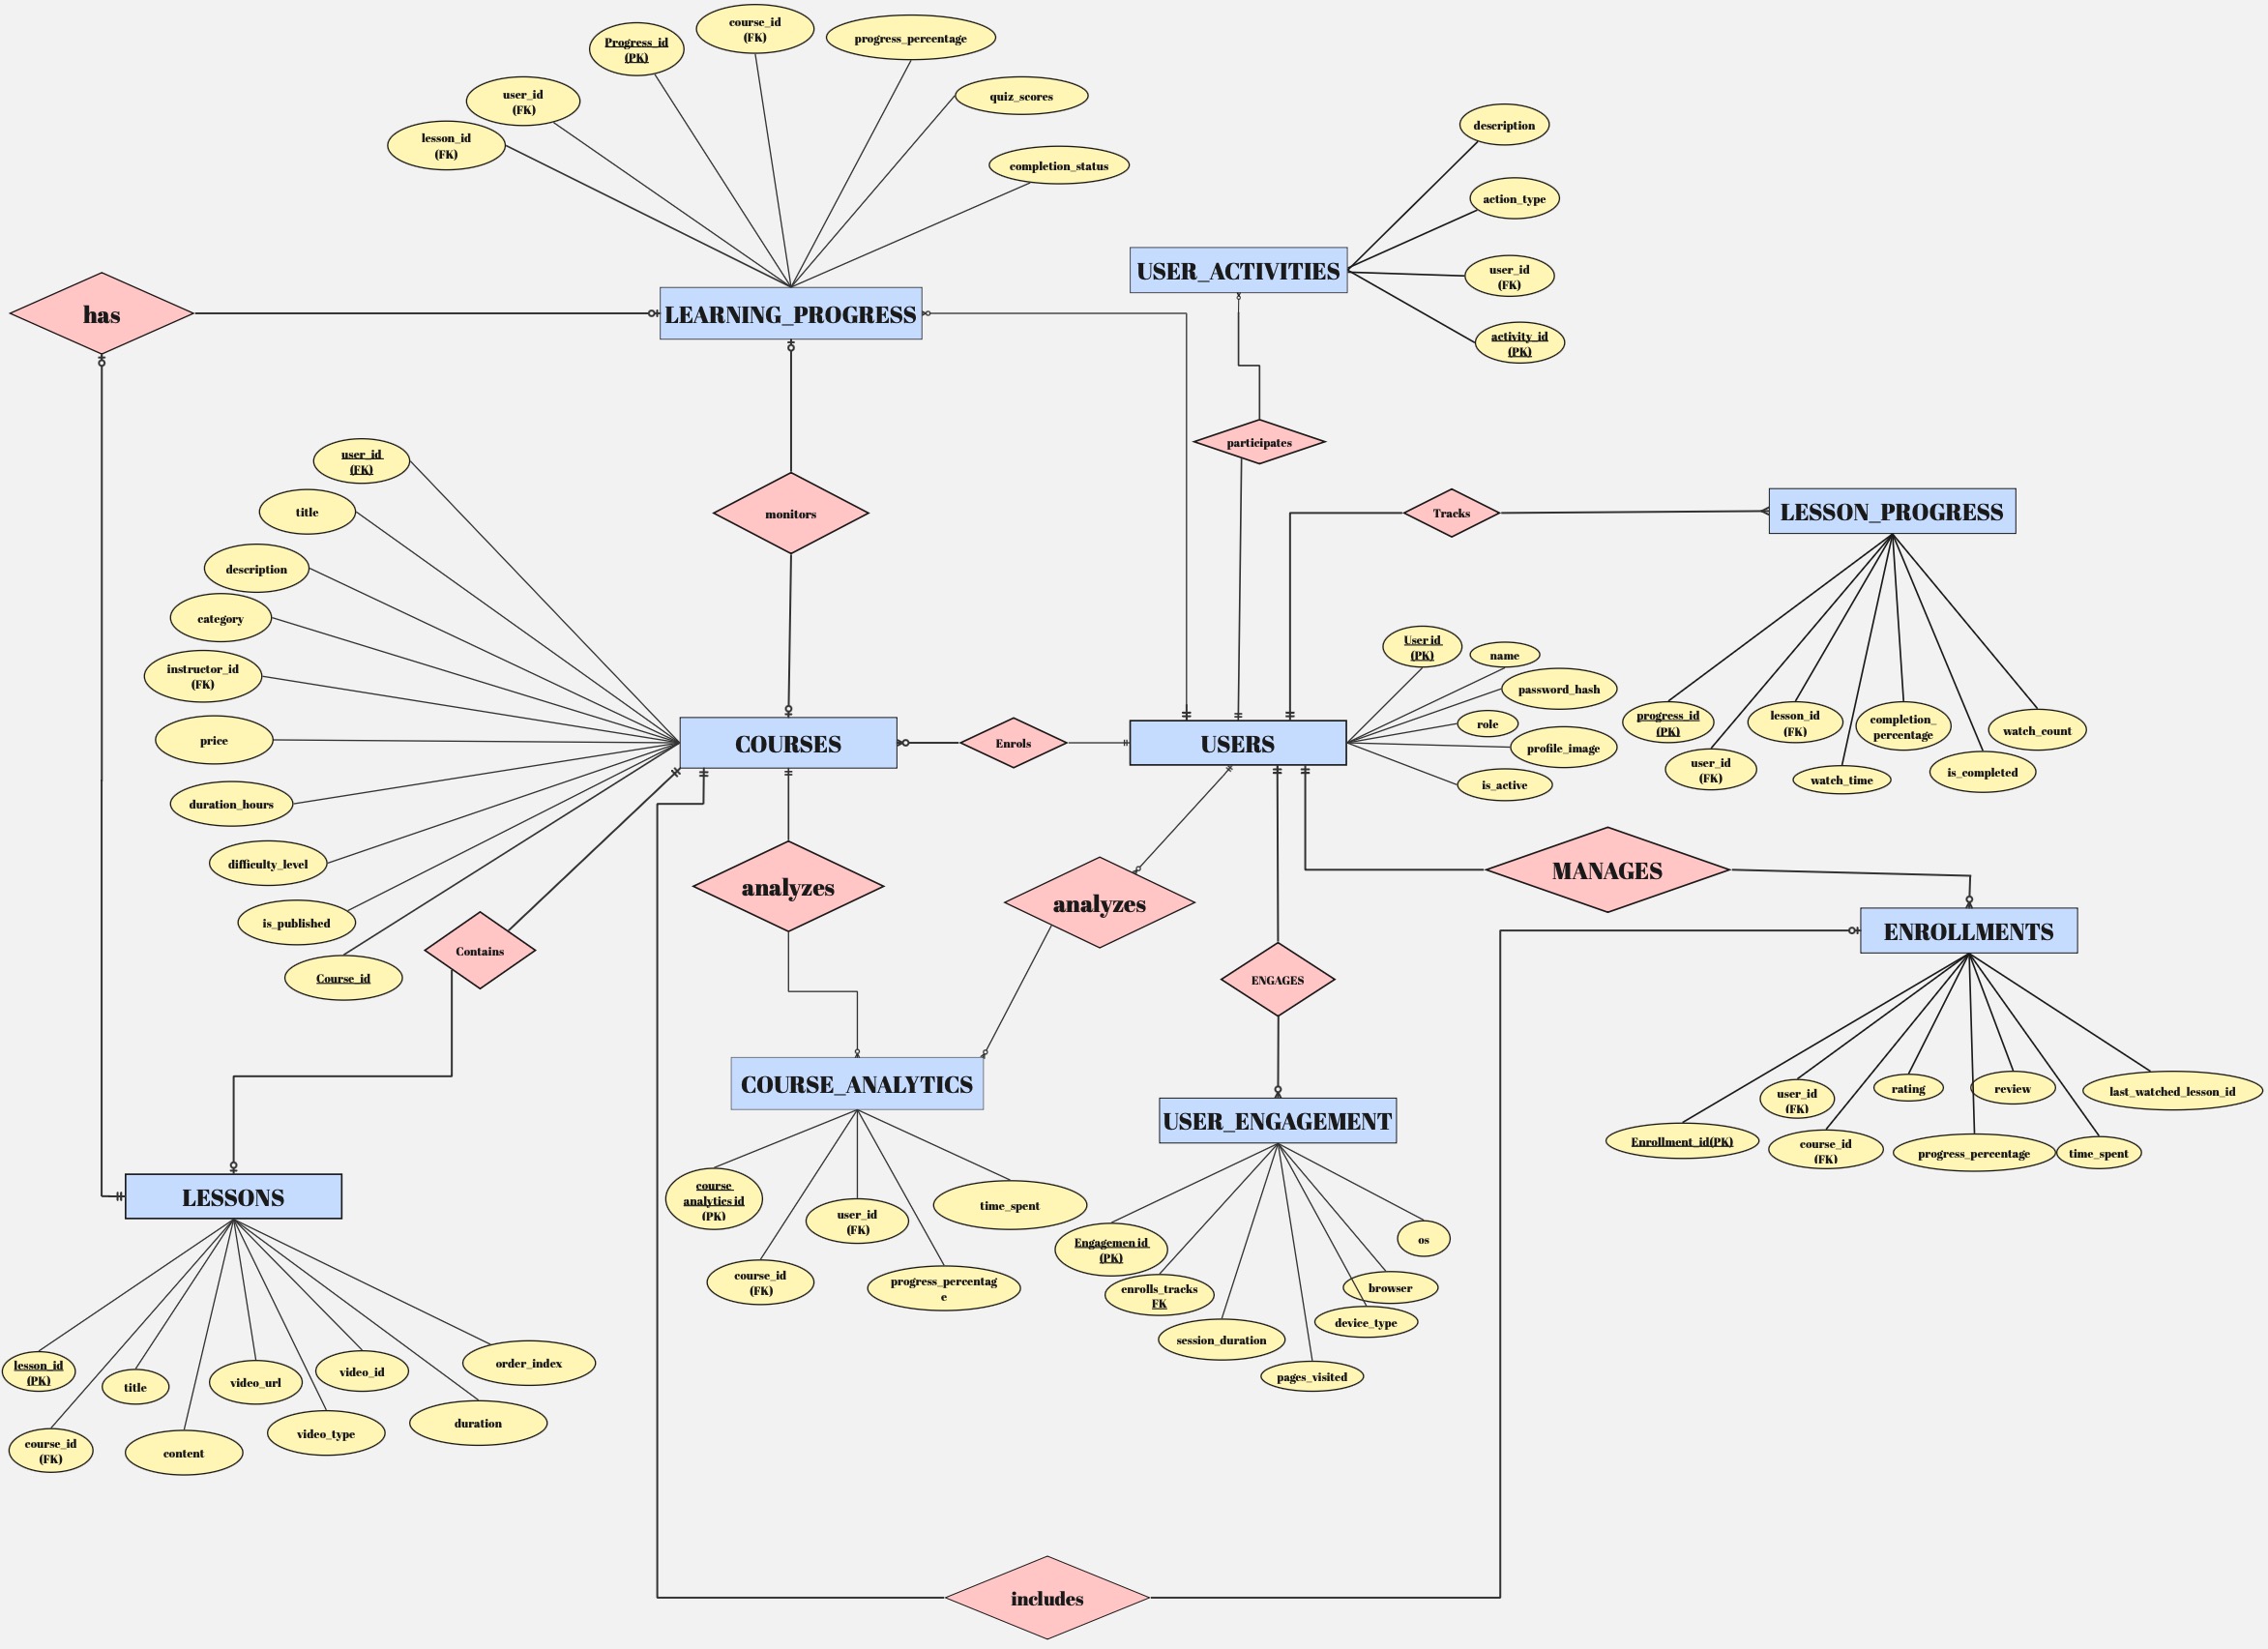 Progress_id
(PK)
course_id
(FK)
progress_percentage
user_id
(FK)
quiz_scores
lesson_id
(FK)
completion_status
description
action_type
user_id
(FK)
activity_id
(PK)
USER_ACTIVITIES
has
LEARNING_PROGRESS
participates
monitors
Tracks
LESSON_PROGRESS
user_id
(FK)
title
description
category
instructor_id
(FK)
price
duration_hours
difficulty_level
is_published
Course_id
COURSES
Enrols
USERS
User id
(PK)
name
password_hash
role
profile_image
is_active
progress_id
(PK)
user_id
(FK)
lesson_id
(FK)
watch_time
completion_
percentage
is_completed
watch_count
Contains
analyzes
analyzes
MANAGES
ENGAGES
ENROLLMENTS
COURSE_ANALYTICS
USER_ENGAGEMENT
Enrollment_id(PK)
user_id
(FK)
course_id
(FK)
rating
progress_percentage
review
time_spent
last_watched_lesson_id
LESSONS
course
analytics id
(PK)
course_id
(FK)
user_id
(FK)
progress_percentag
e
time_spent
Engagemen id
(PK)
enrolls_tracks
FK
session_duration
pages_visited
device_type
browser
os
lesson_id
(PK)
course_id
(FK)
title
content
video_url
video_type
video_id
duration
order_index
includes